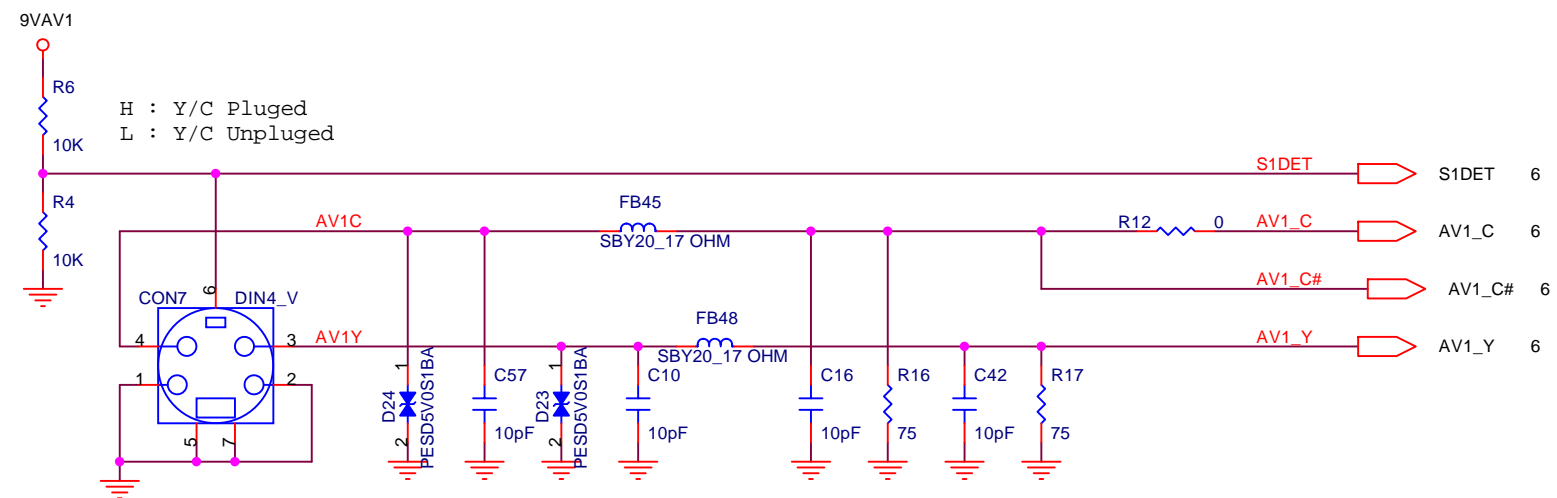 9VAV1
R6
10K
H : Y/C Pluged
L : Y/C Unpluged
S1DET
S1DET 6
R4
10K
AV1C
FB45
SBY20_17 OHM
R12 0
AV1_C
AV1_C 6
AV1_C#
AV1_C# 6
CON7 DIN4_V
6
4
3
1
2
5
7
AV1Y
FB48
SBY20_17 OHM
AV1_Y
AV1_Y 6
1
D24
2
PESD5V0S1BA
C57
10pF
1
D23
2
PESD5V0S1BA
C10
10pF
C16
10pF
R16
75
C42
10pF
R17
75